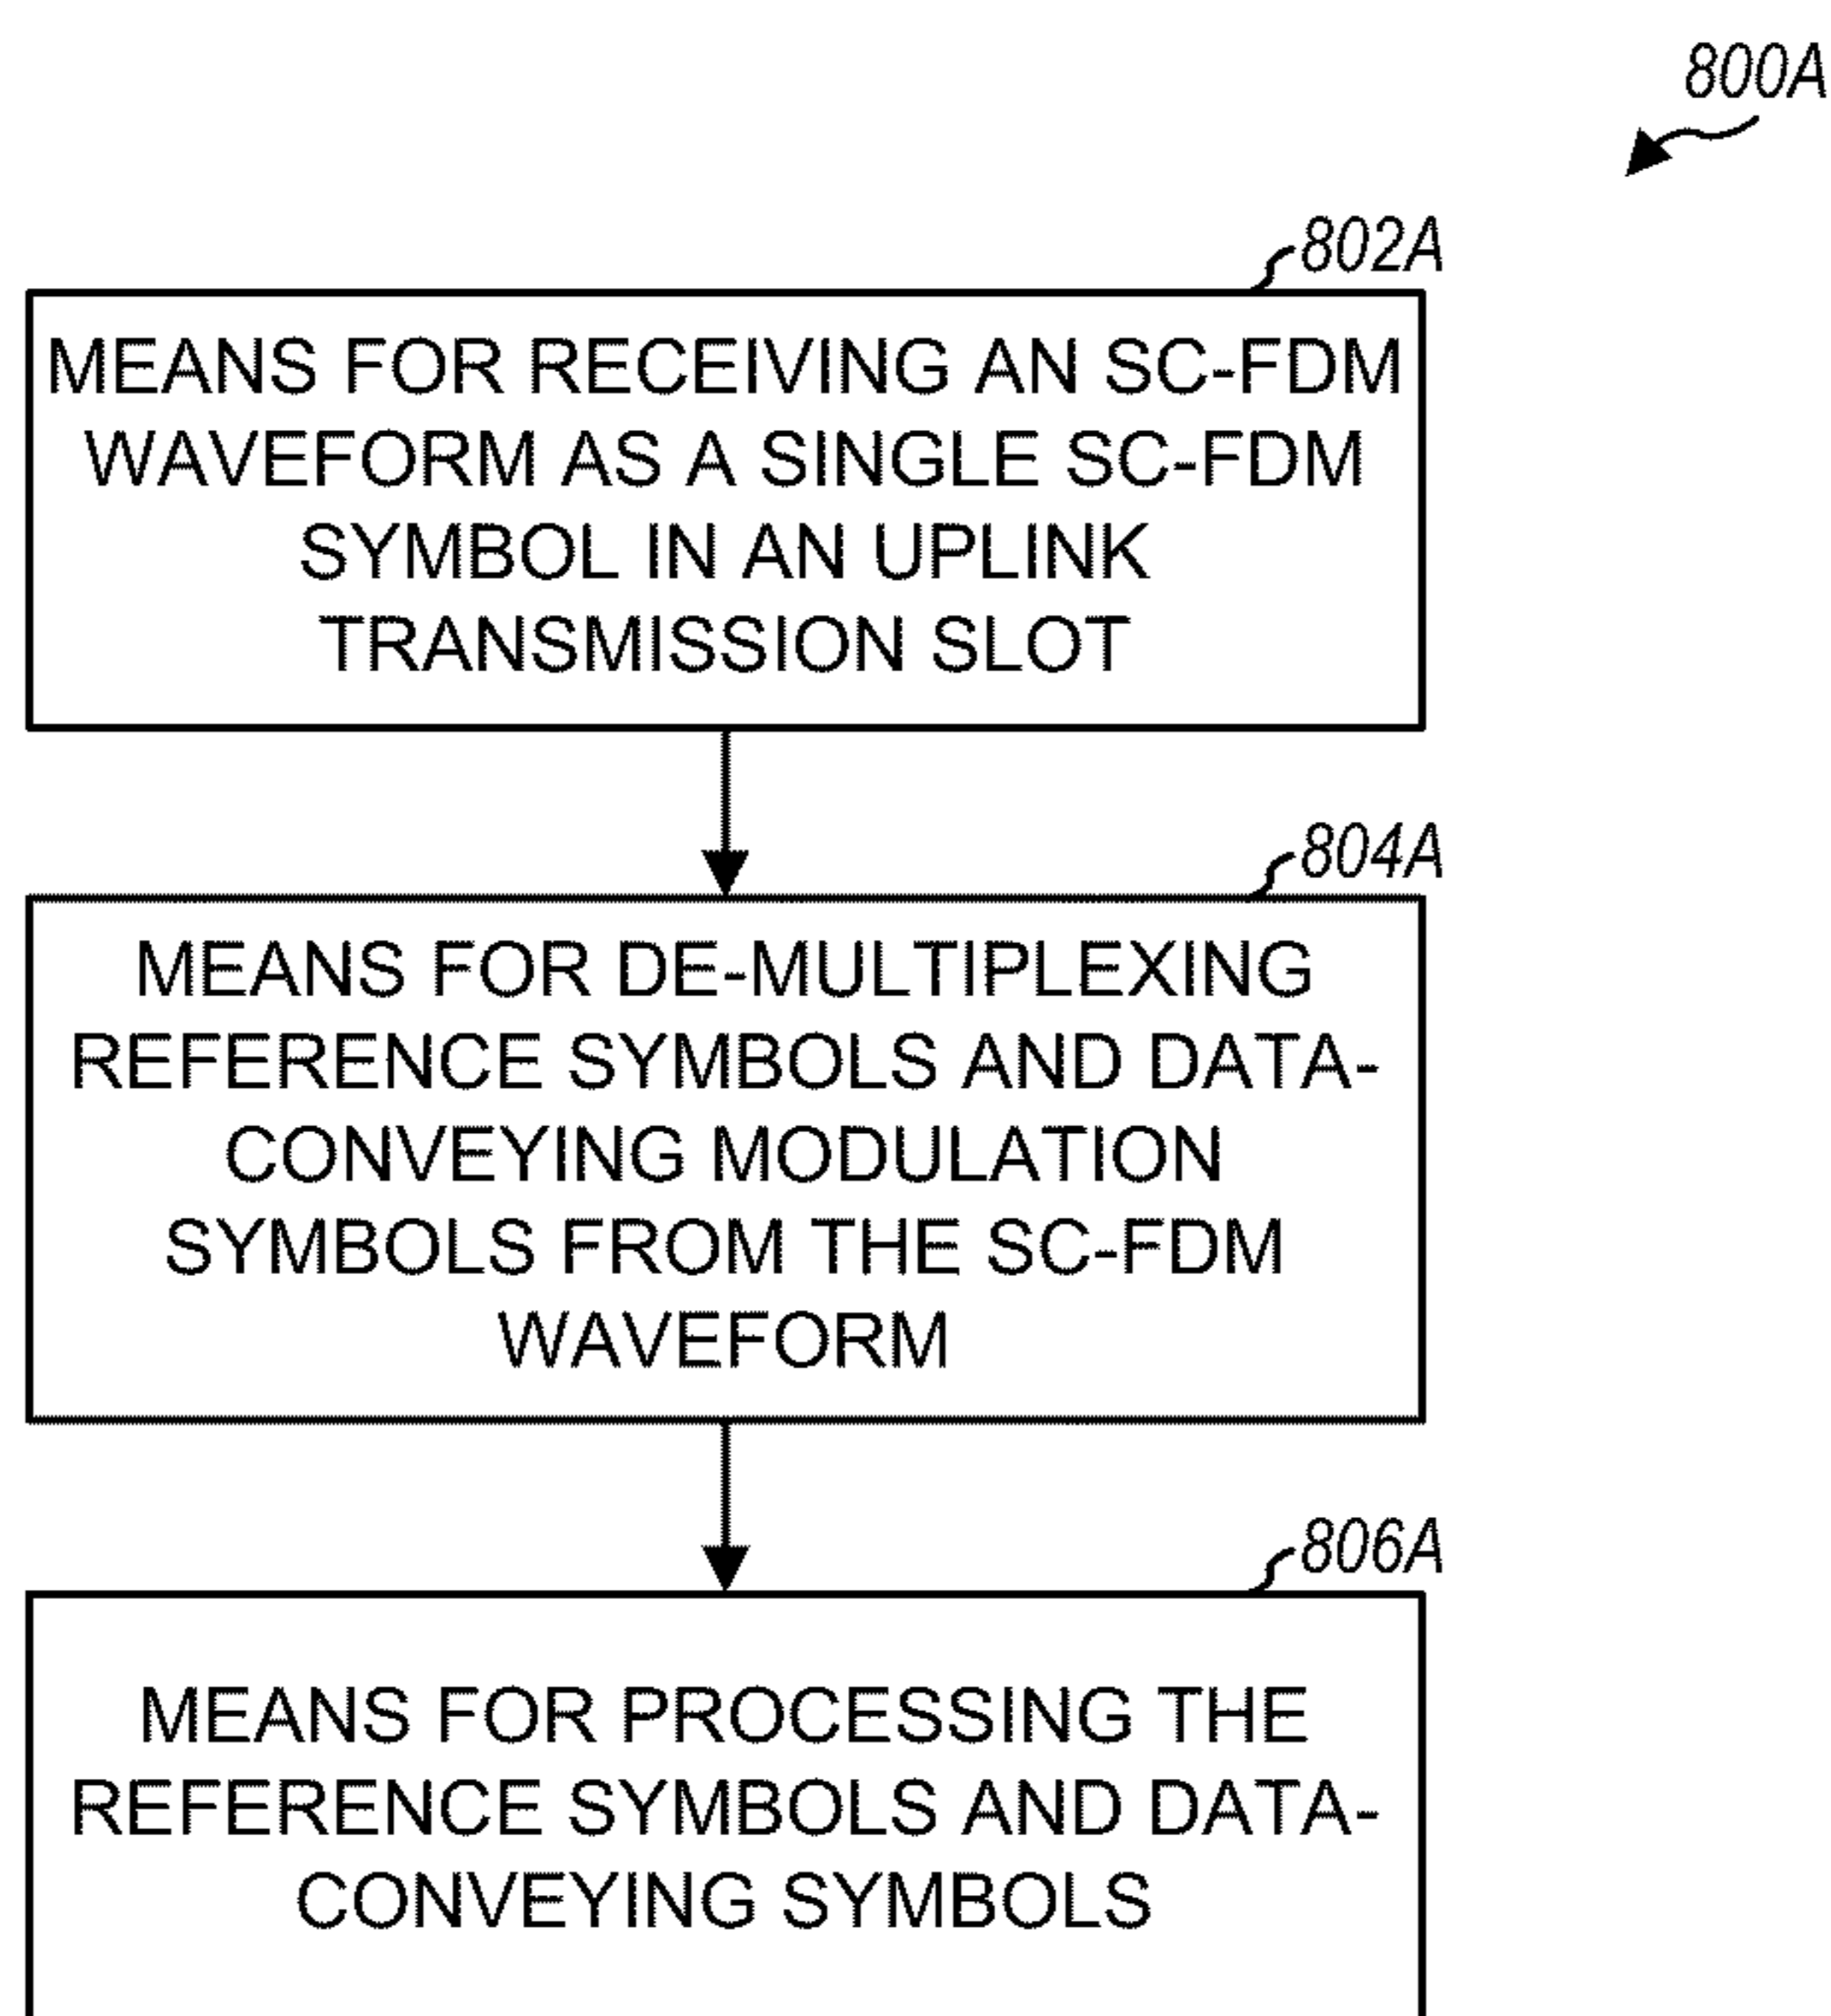 800A
802A
MEANS FOR RECEIVING AN SC-FDM
WAVEFORM AS A SINGLE SC-FDM
SYMBOL IN AN UPLINK
TRANSMISSION SLOT
804A
MEANS FOR DE-MULTIPLEXING
REFERENCE SYMBOLS AND DATA-
CONVEYING MODULATION
SYMBOLS FROM THE SC-FDM
WAVEFORM
806A
MEANS FOR PROCESSING THE
REFERENCE SYMBOLS AND DATA-
CONVEYING SYMBOLS